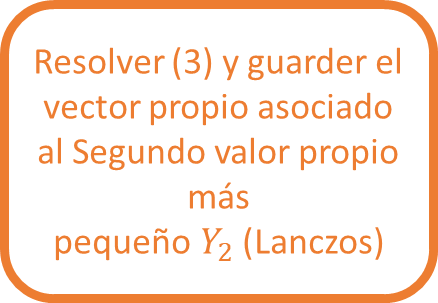 Resolver (3) y guarder el
vector propio asociado
al Segundo valor propio
más
pequeño Y₂ (Lanczos)